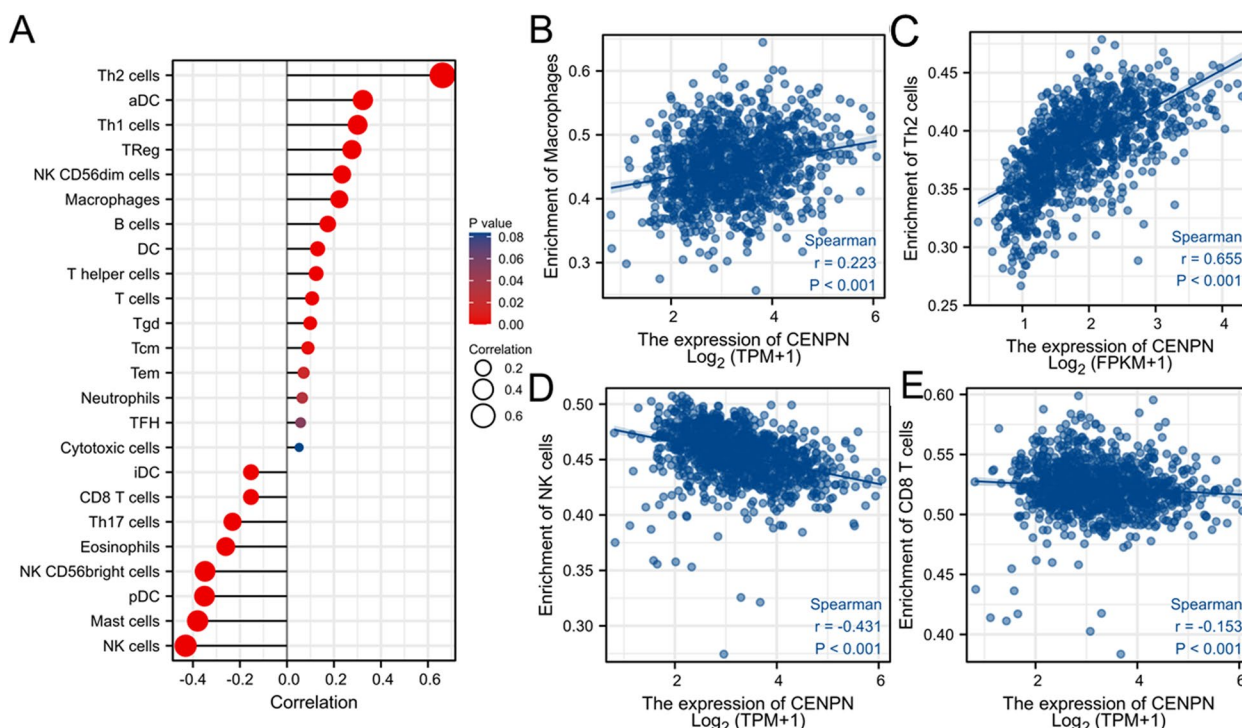 A
Th2 cells
aDC
Th1 cells
TReg
NK CD56dim cells
Macrophages
B cells
DC
T helper cells
T cells
Tgd
Tcm
Tem
Neutrophils
TFH
Cytotoxic cells
iDC
CD8 T cells
Th17 cells
Eosinophils
NK CD56bright cells
pDC
Mast cells
NK cells
-0.4 -0.2 0.0 0.2 0.4 0.6
Correlation
P value
0.08
0.06
0.04
0.02
0.00
Correlation
0.2
0.4
0.6
B
Enrichment of Macrophages
0.6
0.5
0.4
0.3
Spearman
r = 0.223
P < 0.001
2 4 6
The expression of CENPN
Log2 (TPM+1)
C
Enrichment of Th2 cells
0.45
0.40
0.35
0.30
0.25
Spearman
r = 0.655
P < 0.001
1 2 3 4
The expression of CENPN
Log2 (FPKM+1)
D
Enrichment of NK cells
0.50
0.45
0.40
0.35
0.30
Spearman
r = -0.431
P < 0.001
2 4 6
The expression of CENPN
Log2 (TPM+1)
E
Enrichment of CD8 T cells
0.60
0.55
0.50
0.45
0.40
Spearman
r = -0.153
P < 0.001
2 4 6
The expression of CENPN
Log2 (TPM+1)